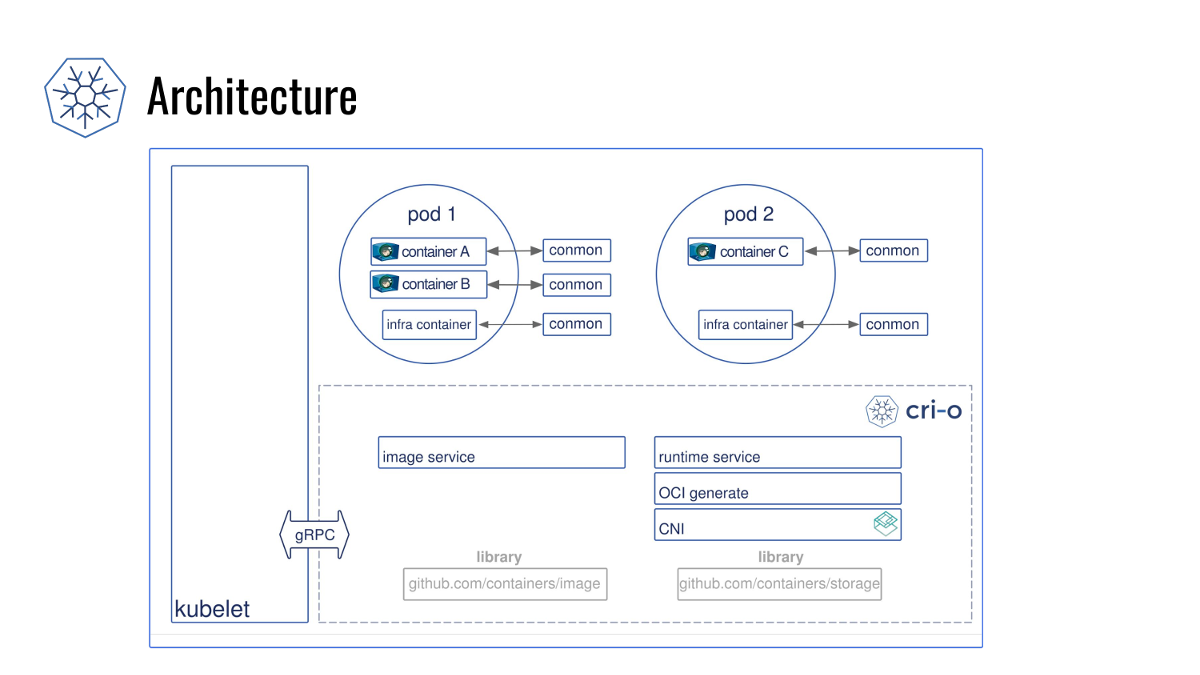 Architecture
pod 1
container A
conmon
container B
conmon
infra container
conmon
pod 2
container C
conmon
infra container
conmon
cri-o
image service
runtime service
OCI generate
CNI
gRPC
library
github.com/containers/image
library
github.com/containers/storage
kubelet